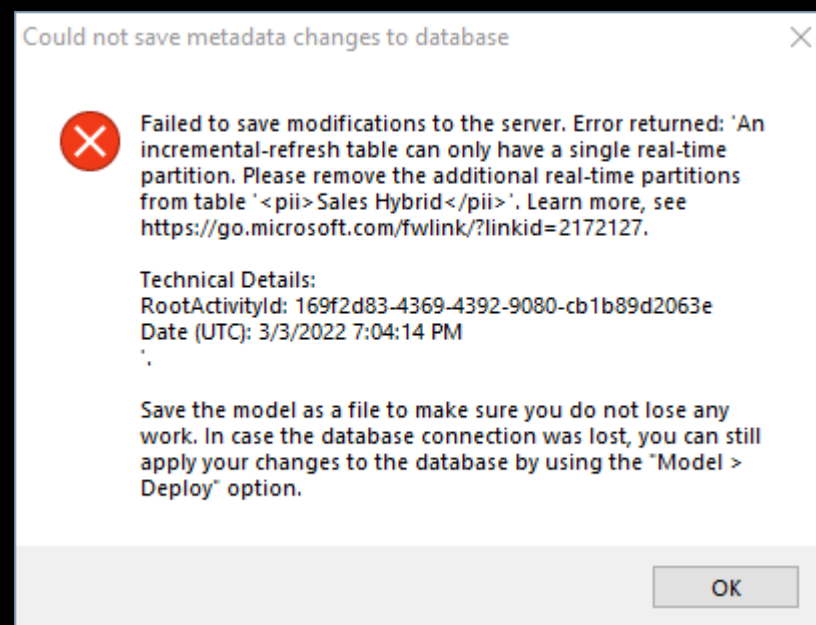 Could not save metadata changes to database
Failed to save modifications to the server. Error returned: 'An
incremental-refresh table can only have a single real-time
partition. Please remove the additional real-time partitions
from table '<pii>Sales Hybrid</pii>'. Learn more, see
https://go.microsoft.com/fwlink/?linkid=2172127.
Technical Details:
RootActivityId: 169f2d83-4369-4392-9080-cb1b89d2063e
Date (UTC): 3/3/2022 7:04:14 PM
'.
Save the model as a file to make sure you do not lose any
work. In case the database connection was lost, you can still
apply your changes to the database by using the "Model >
Deploy" option.
OK